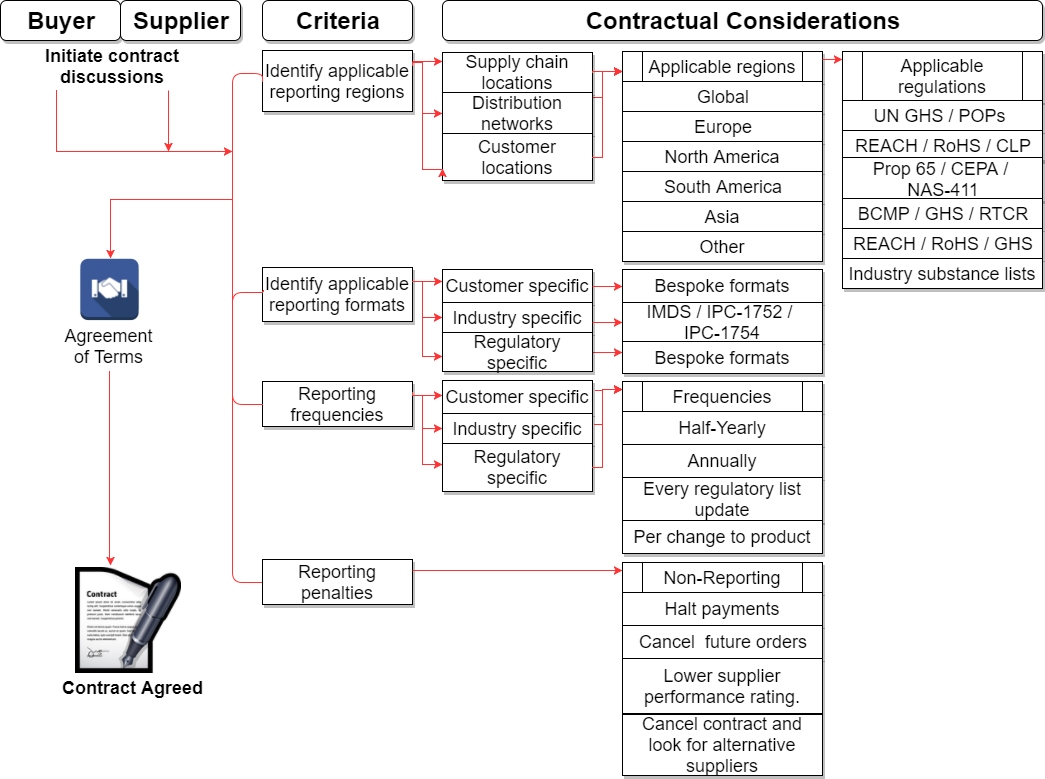 Buyer
Supplier
Criteria
Contractual Considerations
Initiate contract
discussions
Identify applicable
reporting regions
Supply chain
locations
Distribution
networks
Customer
locations
Applicable regions
Global
Europe
North America
South America
Asia
Other
Applicable
regulations
UN GHS / POPs
REACH / RoHS / CLP
Prop 65 / CEPA /
NAS-411
BCMP / GHS / RTCR
REACH / RoHS / GHS
Industry substance lists
Agreement
of Terms
Identify applicable
reporting formats
Customer specific
Industry specific
Regulatory
specific
Bespoke formats
IMDS / IPC-1752 /
IPC-1754
Bespoke formats
Reporting
frequencies
Customer specific
Industry specific
Regulatory
specific
Frequencies
Half-Yearly
Annually
Every regulatory list
update
Per change to product
Reporting
penalties
Non-Reporting
Halt payments
Cancel  future orders
Lower supplier
performance rating.
Cancel contract and
look for alternative
suppliers
Contract
Contract Agreed